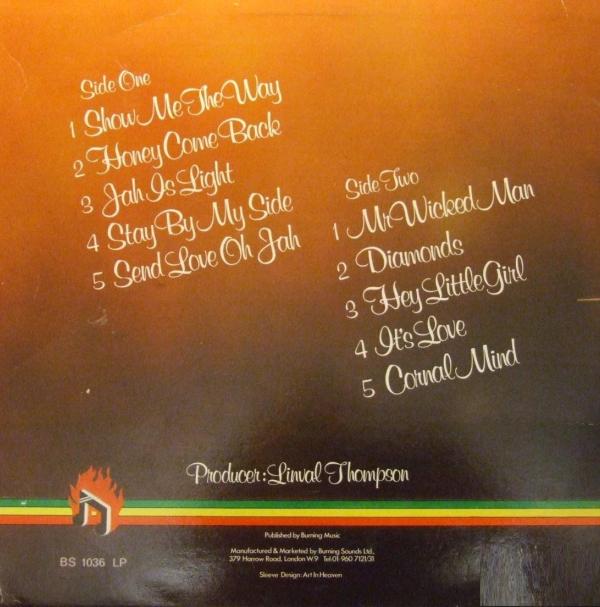 Side One
1 Show Me The Way
2 Honey Come Back
3 Jah Is Light
4 Stay By My Side
5 Send Love Oh Jah
Side Two
1 Mr Wicked Man
2 Diamonds
3 Hey Little Girl
4 It's Love
5 Cornal Mind
Producer: Linval Thompson
BS 1036 LP
Published by Burning Music
Manufactured & Marketed by Burning Sounds Ltd.,
379 Harrow Road, London W.9 Tel:01-960 7121/31
Sleeve Design: Art In Heaven